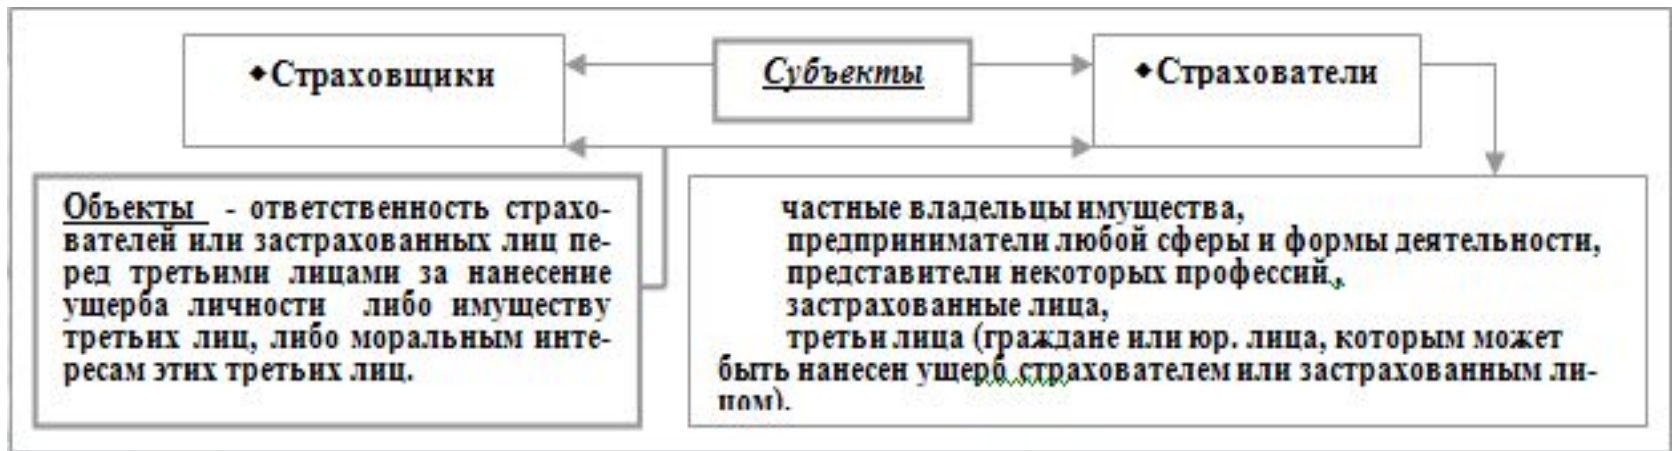 ◆Страховщики
Субъекты
◆Страхователи
Объекты - ответственность страхо-
вателей или застрахованных лиц пе-
ред третьими лицами за нанесение
ущерба личности либо имуществу
третьих лиц, либо моральным инте-
ресам этих третьих лиц.
частные владельцы имущества,
предприниматели любой сферы и формы деятельности,
представители некоторых профессий.,
застрахованные лица,
третьи лица (граждане или юр. лица, которым может
быть нанесен ущерб страхователем или застрахованным ли-
цом).